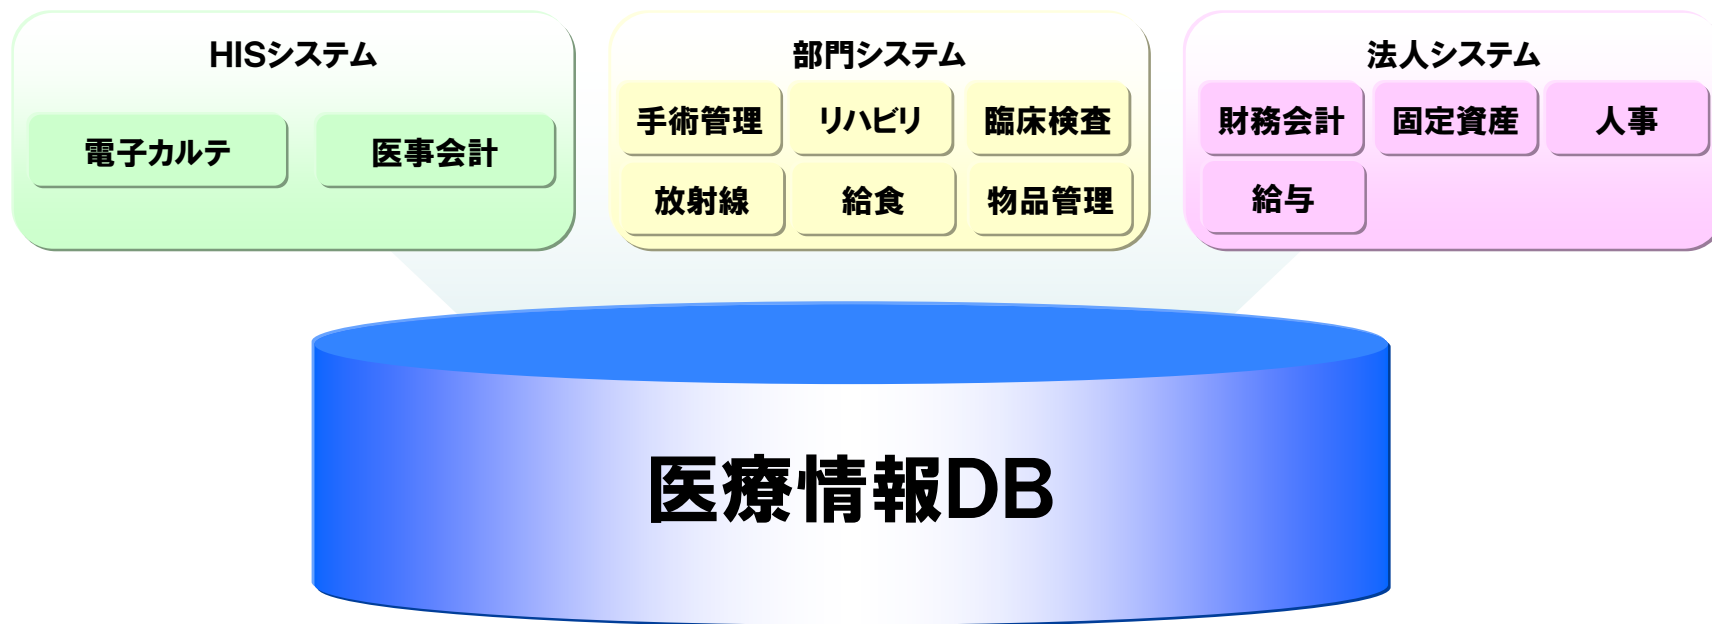 HISシステム
電子カルテ
医事会計
部門システム
手術管理
リハビリ
臨床検査
放射線
給食
物品管理
法人システム
財務会計
固定資産
人事
給与
医療情報DB